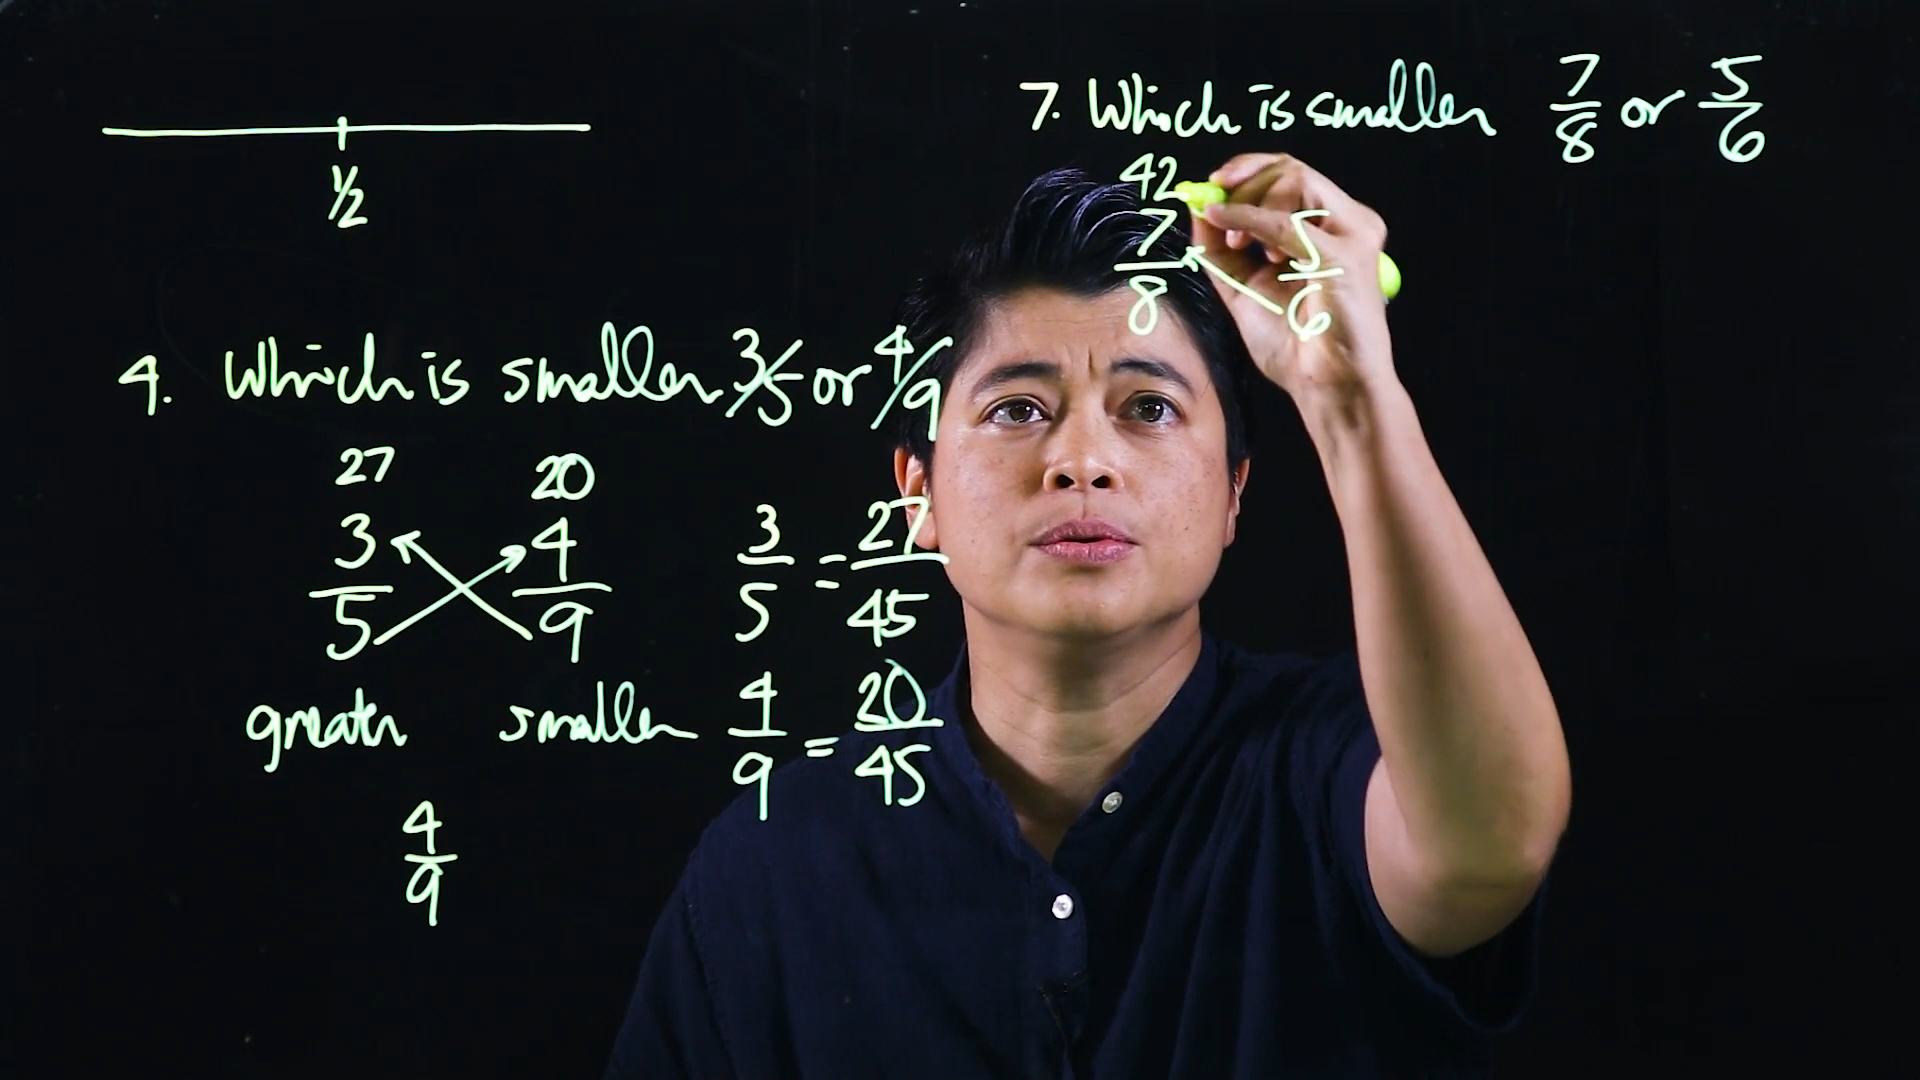 1/2
4. Which is smaller 3/5 or 4/9
27 20
3/5 4/9
greater smaller
4/9
3/5 = 27/45
4/9 = 20/45
7. Which is smaller 7/8 or 5/6
42
7/8 5/6